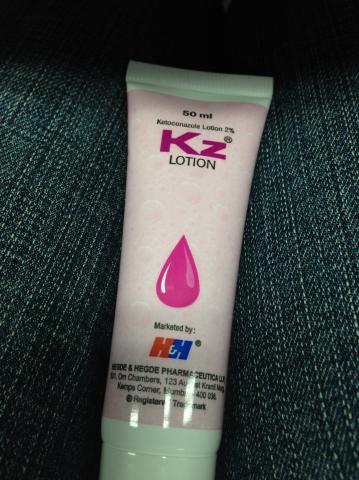 50 ml
Ketoconazole Lotion 2%
Kz®
LOTION
Marketed by:
H&H ®
HEGDE & HEGDE PHARMACEUTICA LLP
Om Chambers, 123 August Kranti Marg,
Kemps Corner, Mumbai 400 036.
® Registered Trademark